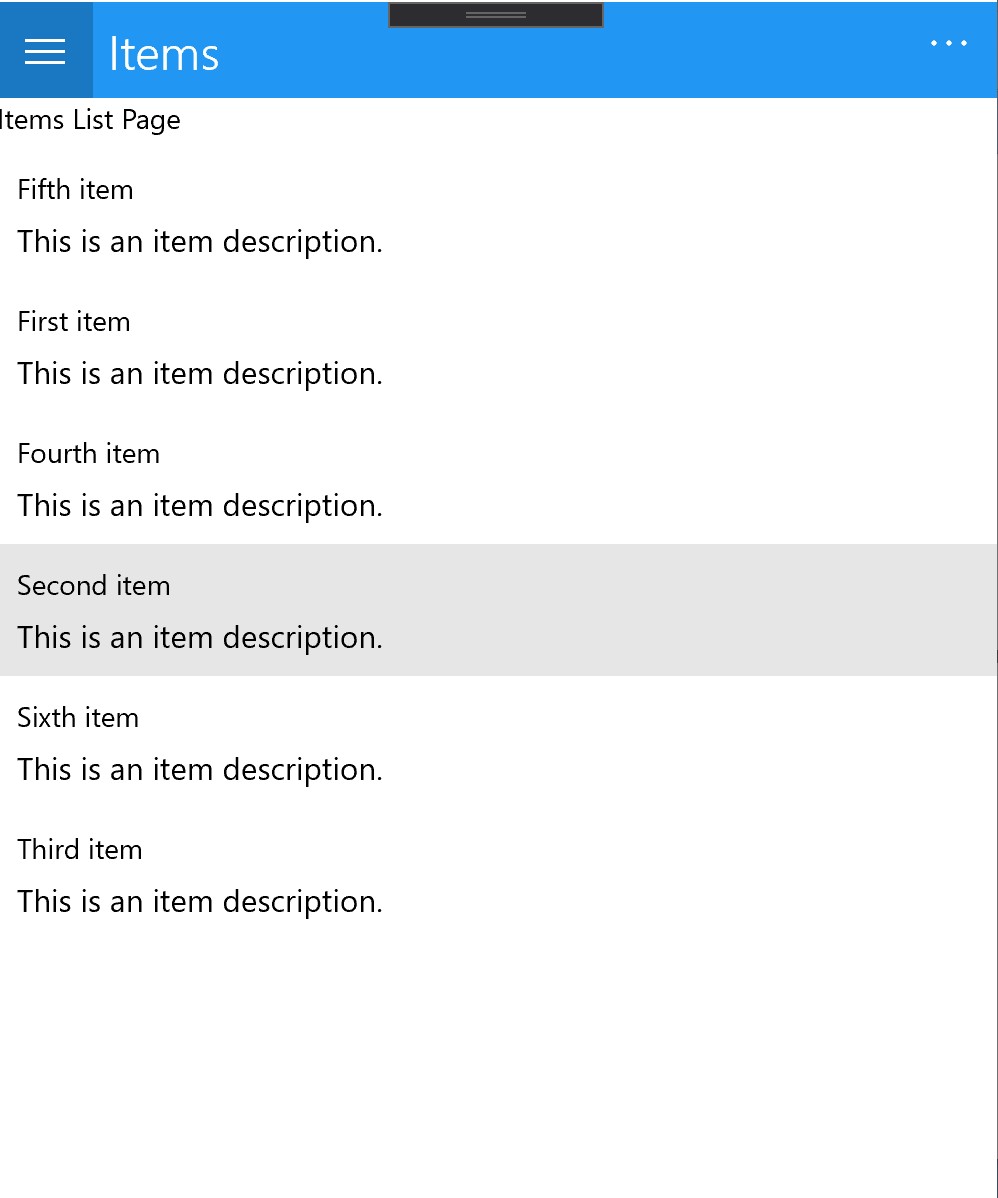 Items
Items List Page
Fifth item
This is an item description.
First item
This is an item description.
Fourth item
This is an item description.
Second item
This is an item description.
Sixth item
This is an item description.
Third item
This is an item description.